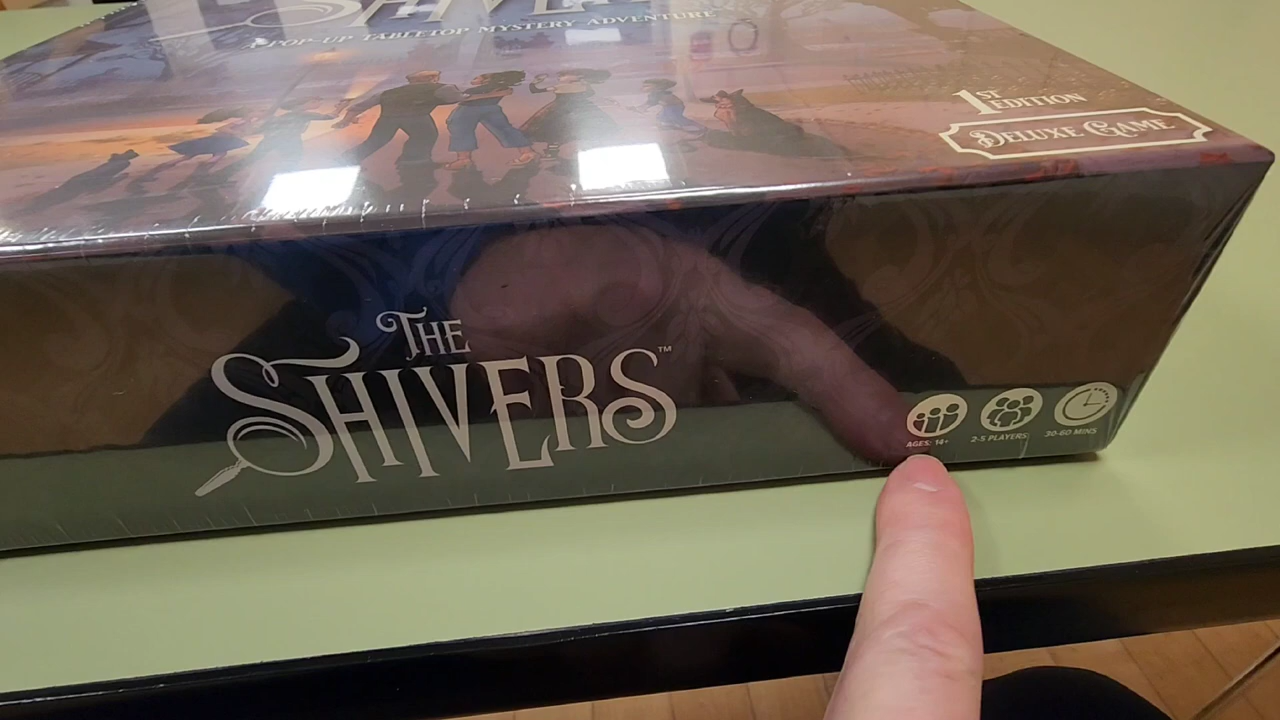 SHIVERS
A POP-UP TABLETOP MYSTERY ADVENTURE
1ST
EDITION
DELUXE GAME
THE
SHIVERS™
AGES: 14+
2-5 PLAYERS
30-60 MINS